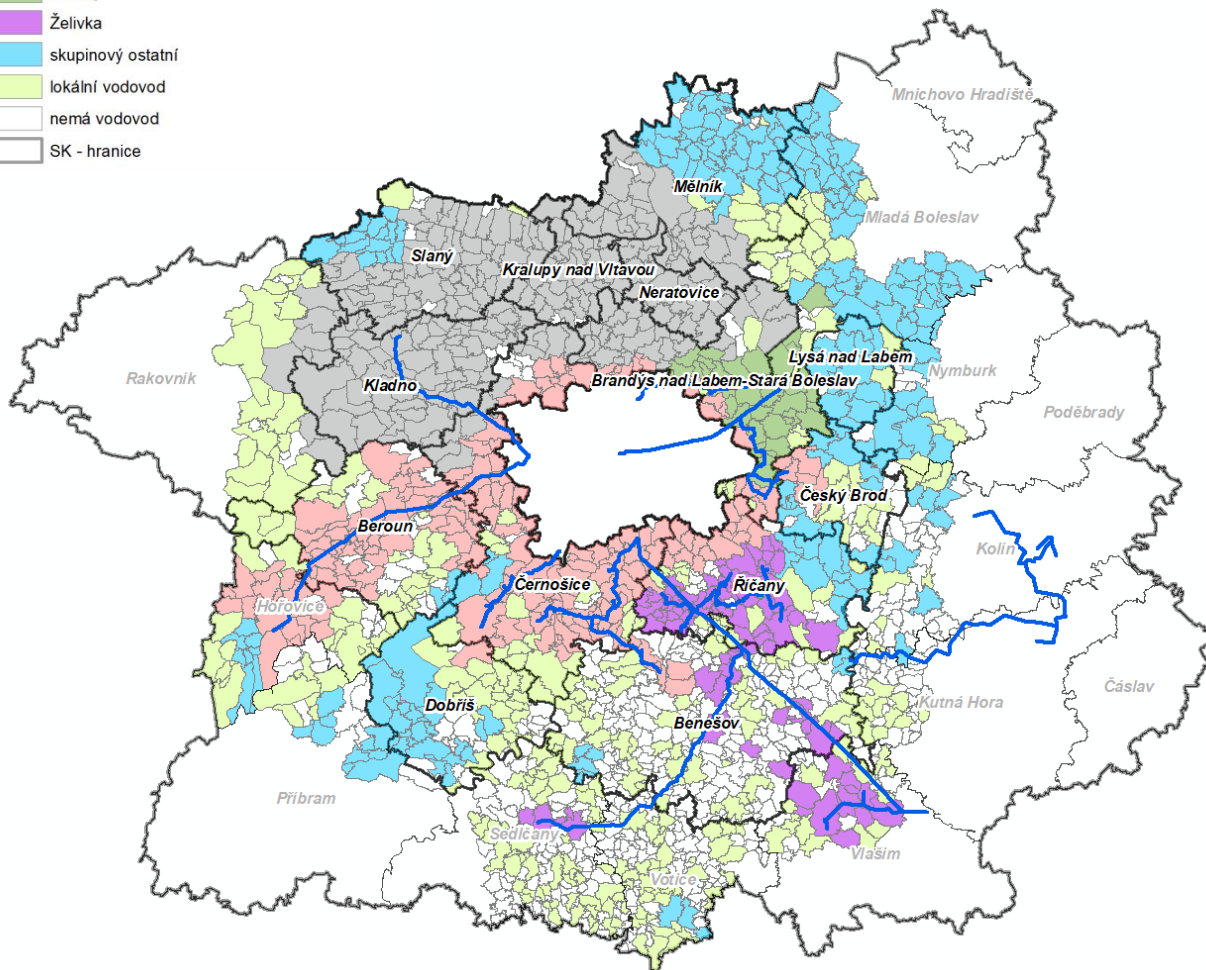 Želivka
skupinový ostatní
lokální vodovod
nemá vodovod
SK - hranice
Mnichovo Hradiště
Mělník
Mladá Boleslav
Slaný
Kralupy nad Vltavou
Neratovice
Lysá nad Labem
Nymburk
Rakovník
Kladno
Brandýs nad Labem-Stará Boleslav
Poděbrady
Český Brod
Beroun
Kolín
Černošice
Říčany
Hořovice
Čáslav
Kutná Hora
Dobříš
Benešov
Příbram
Sedlčany
Vlašim
Votice